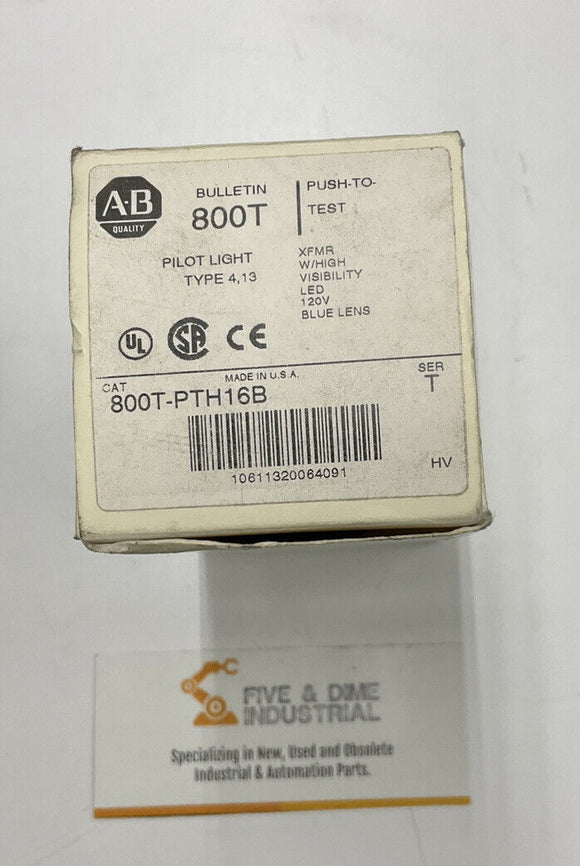 A-B
QUALITY
BULLETIN
800T
PILOT LIGHT
TYPE 4,13
PUSH-TO-
TEST
XFMR
W/HIGH
VISIBILITY
LED
120V
BLUE LENS
UL
SA
CE
MADE IN U.S.A.
CAT
800T-PTH16B
SER
T
10611320064091
HV
FIVE & DIME
INDUSTRIAL
Specializing in New, Used and Obsolete
Industrial & Automation Parts.